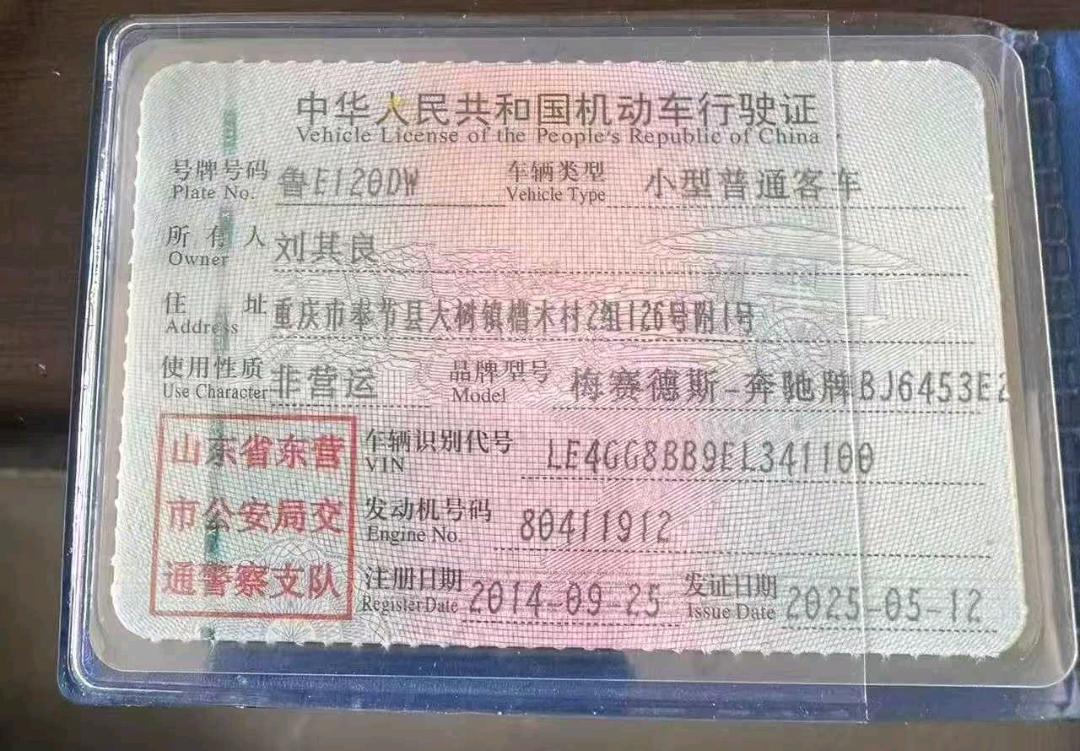 中华人民共和国机动车行驶证
Vehicle License of the People's Republic of China
号牌号码 鲁E120DW 车辆类型 小型普通客车
Plate No. Vehicle Type
所有人 刘其良
Owner
住址 重庆市奉节县大树镇槽木村2组126号附1号
Address
使用性质 非营运 品牌型号 梅赛德斯-奔驰牌BJ6453E2
Use Character Model
山东省东营
市公安局交
通警察支队
车辆识别代号 LE4GG8BB9EL341100
VIN
发动机号码 80411912
Engine No.
注册日期 2014-09-25 发证日期 2025-05-12
Register Date Issue Date